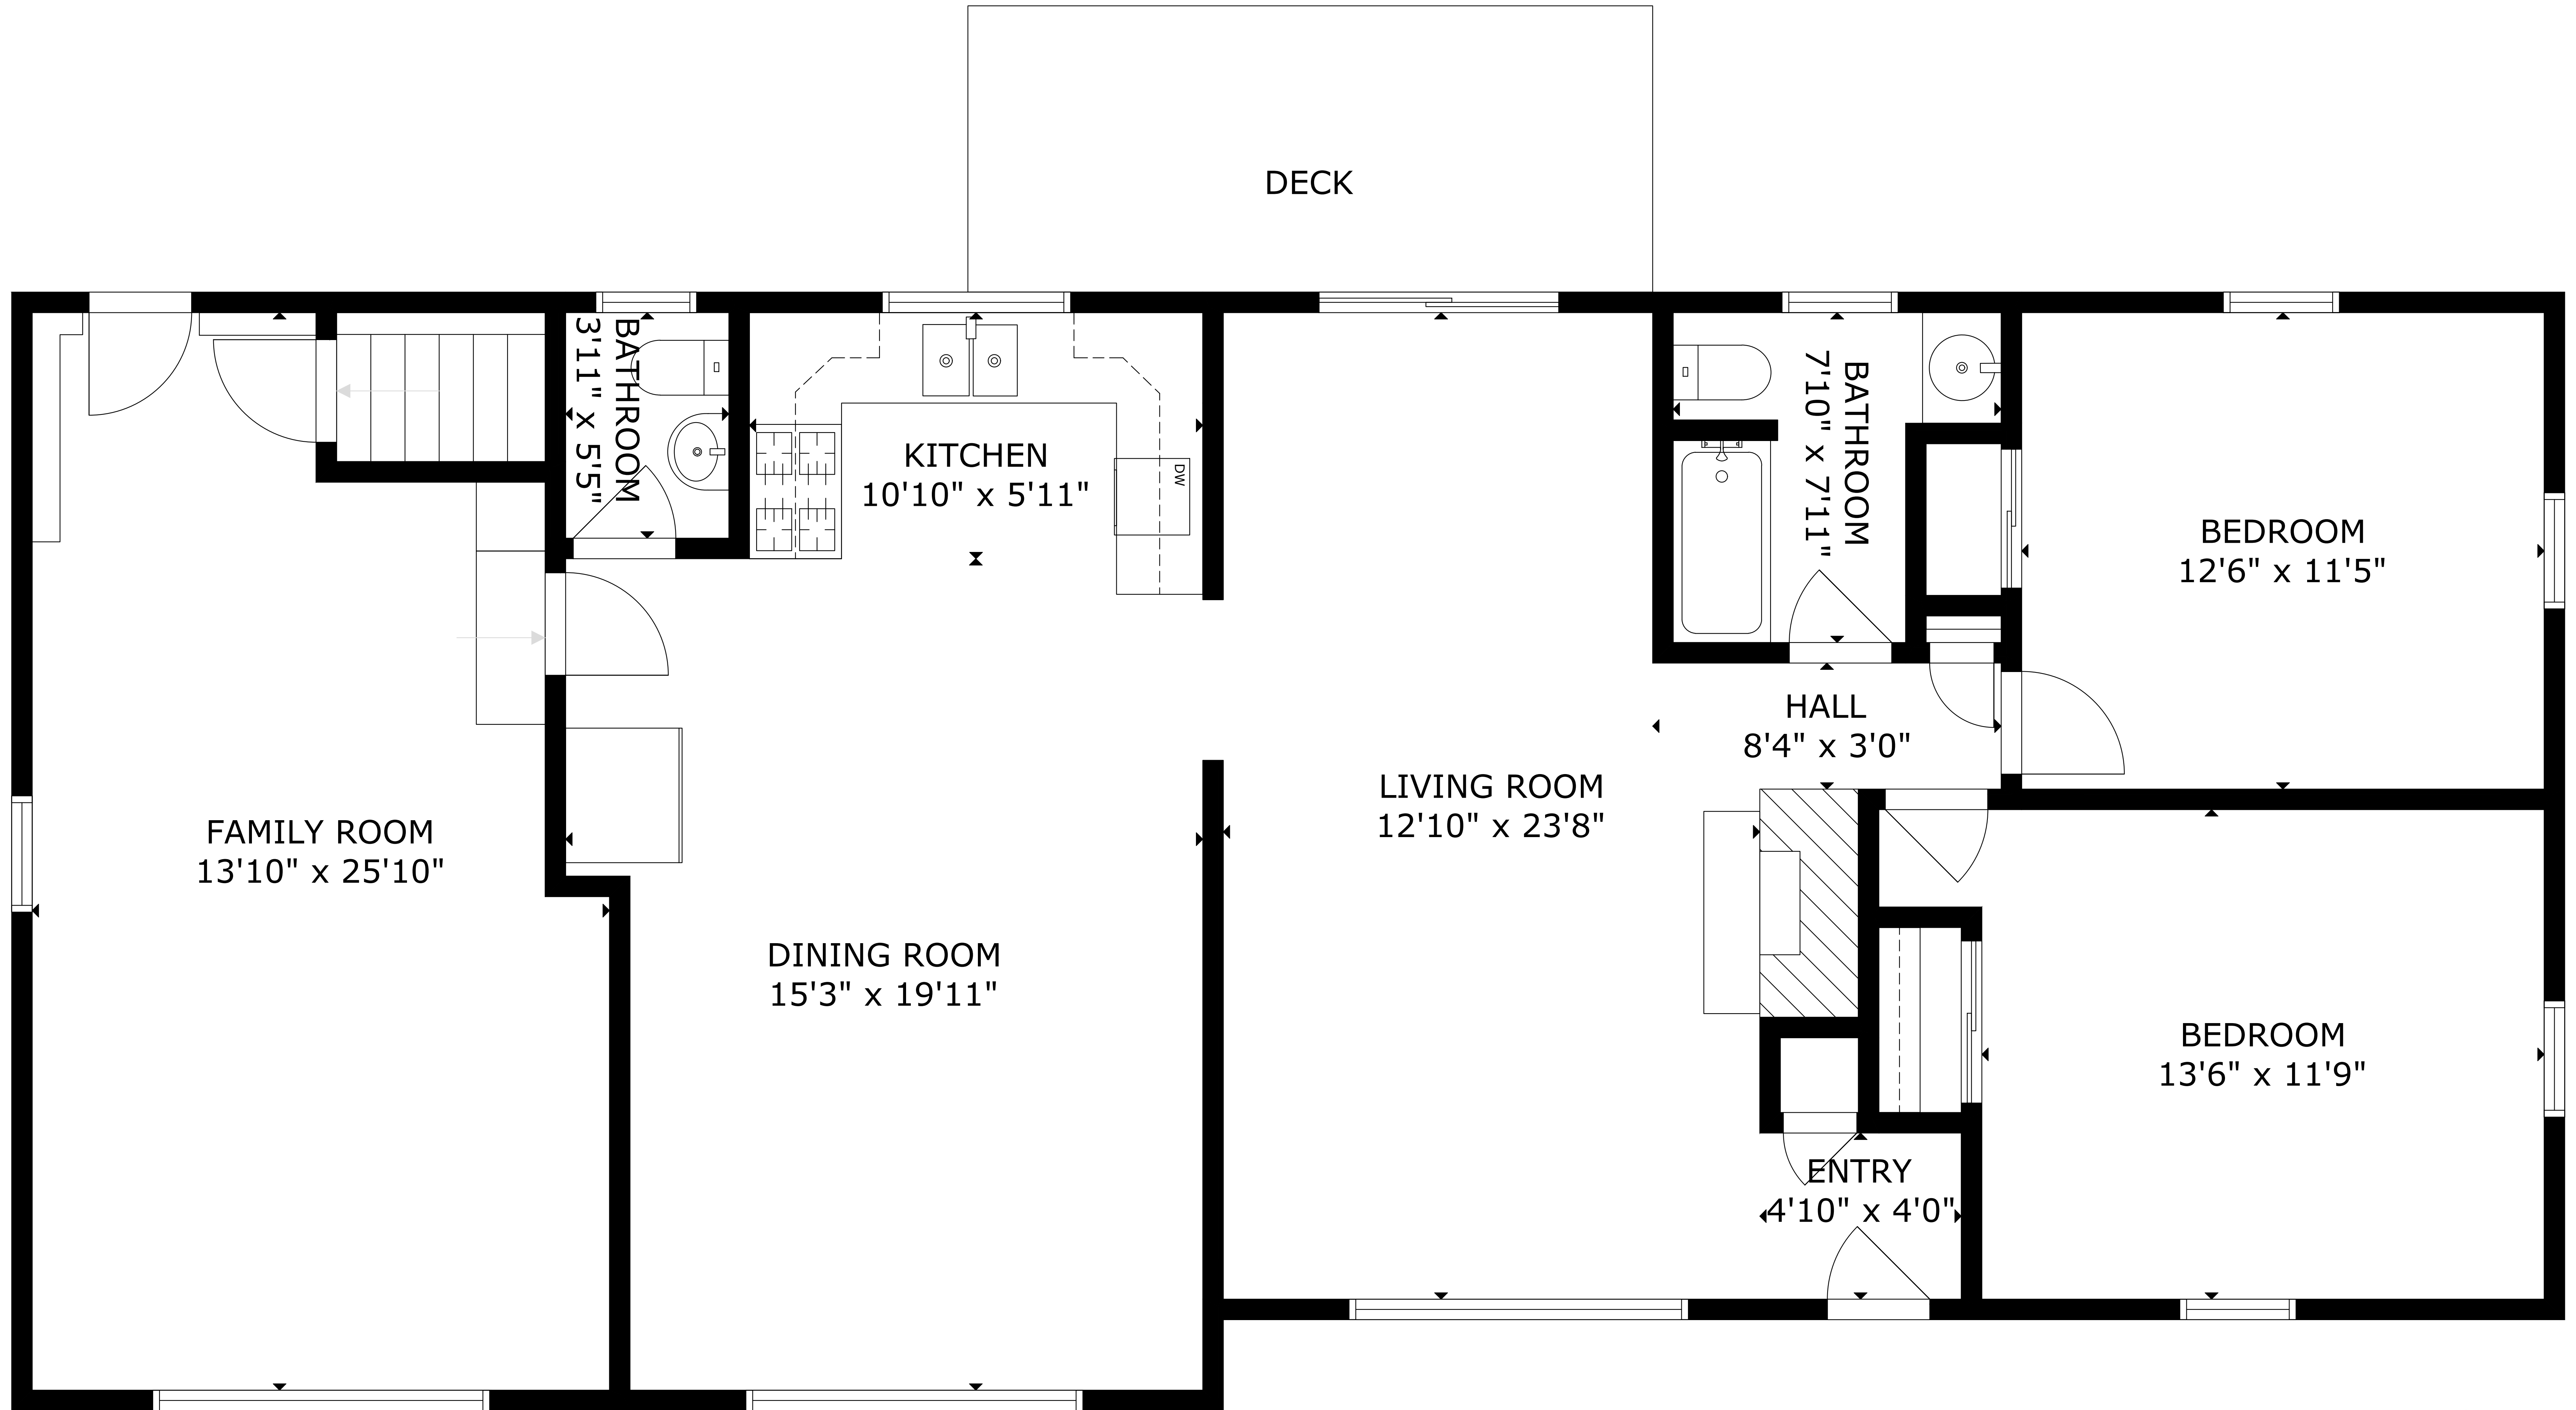 DECK
BATHROOM
3'11" x 5'5"
KITCHEN
10'10" x 5'11"
DW
BATHROOM
7'10" x 7'11"
BEDROOM
12'6" x 11'5"
HALL
8'4" x 3'0"
LIVING ROOM
12'10" x 23'8"
FAMILY ROOM
13'10" x 25'10"
DINING ROOM
15'3" x 19'11"
BEDROOM
13'6" x 11'9"
ENTRY
4'10" x 4'0"